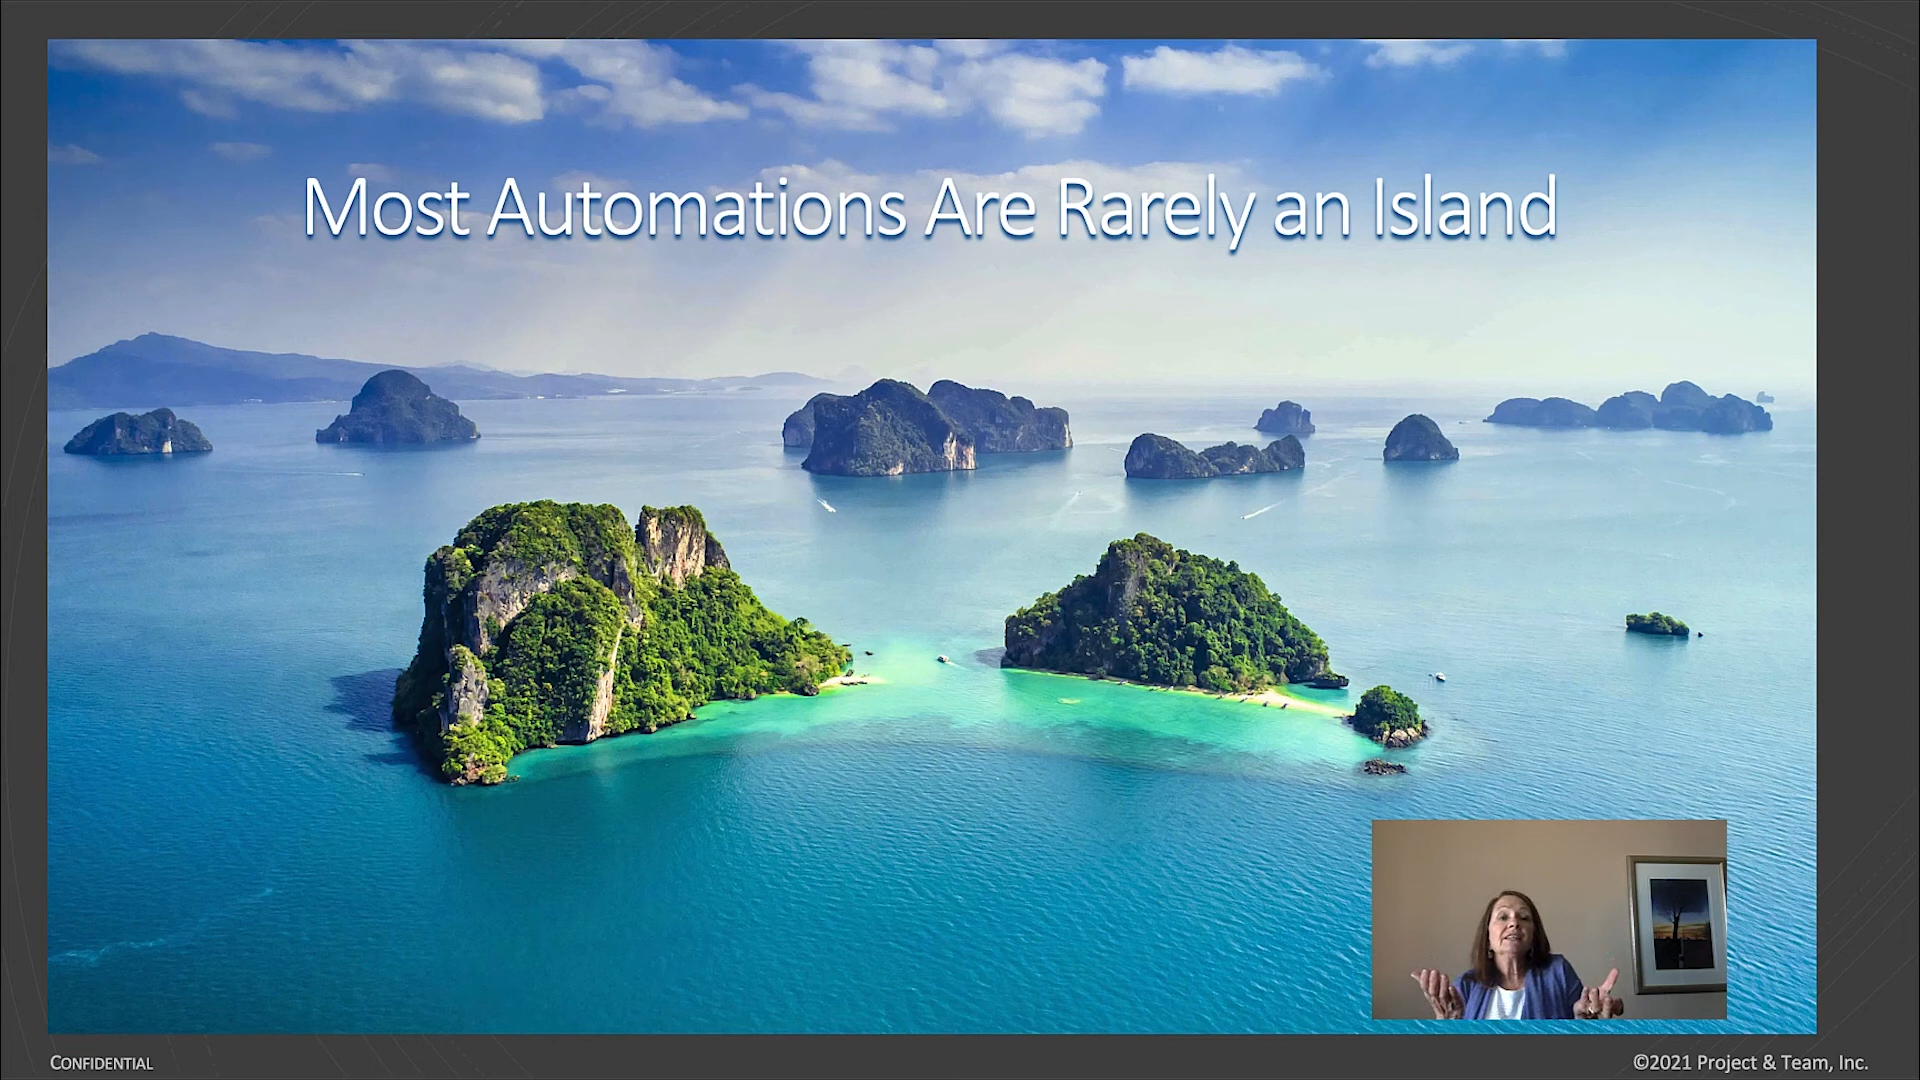 Most Automations Are Rarely an Island
CONFIDENTIAL
©2021 Project & Team, Inc.